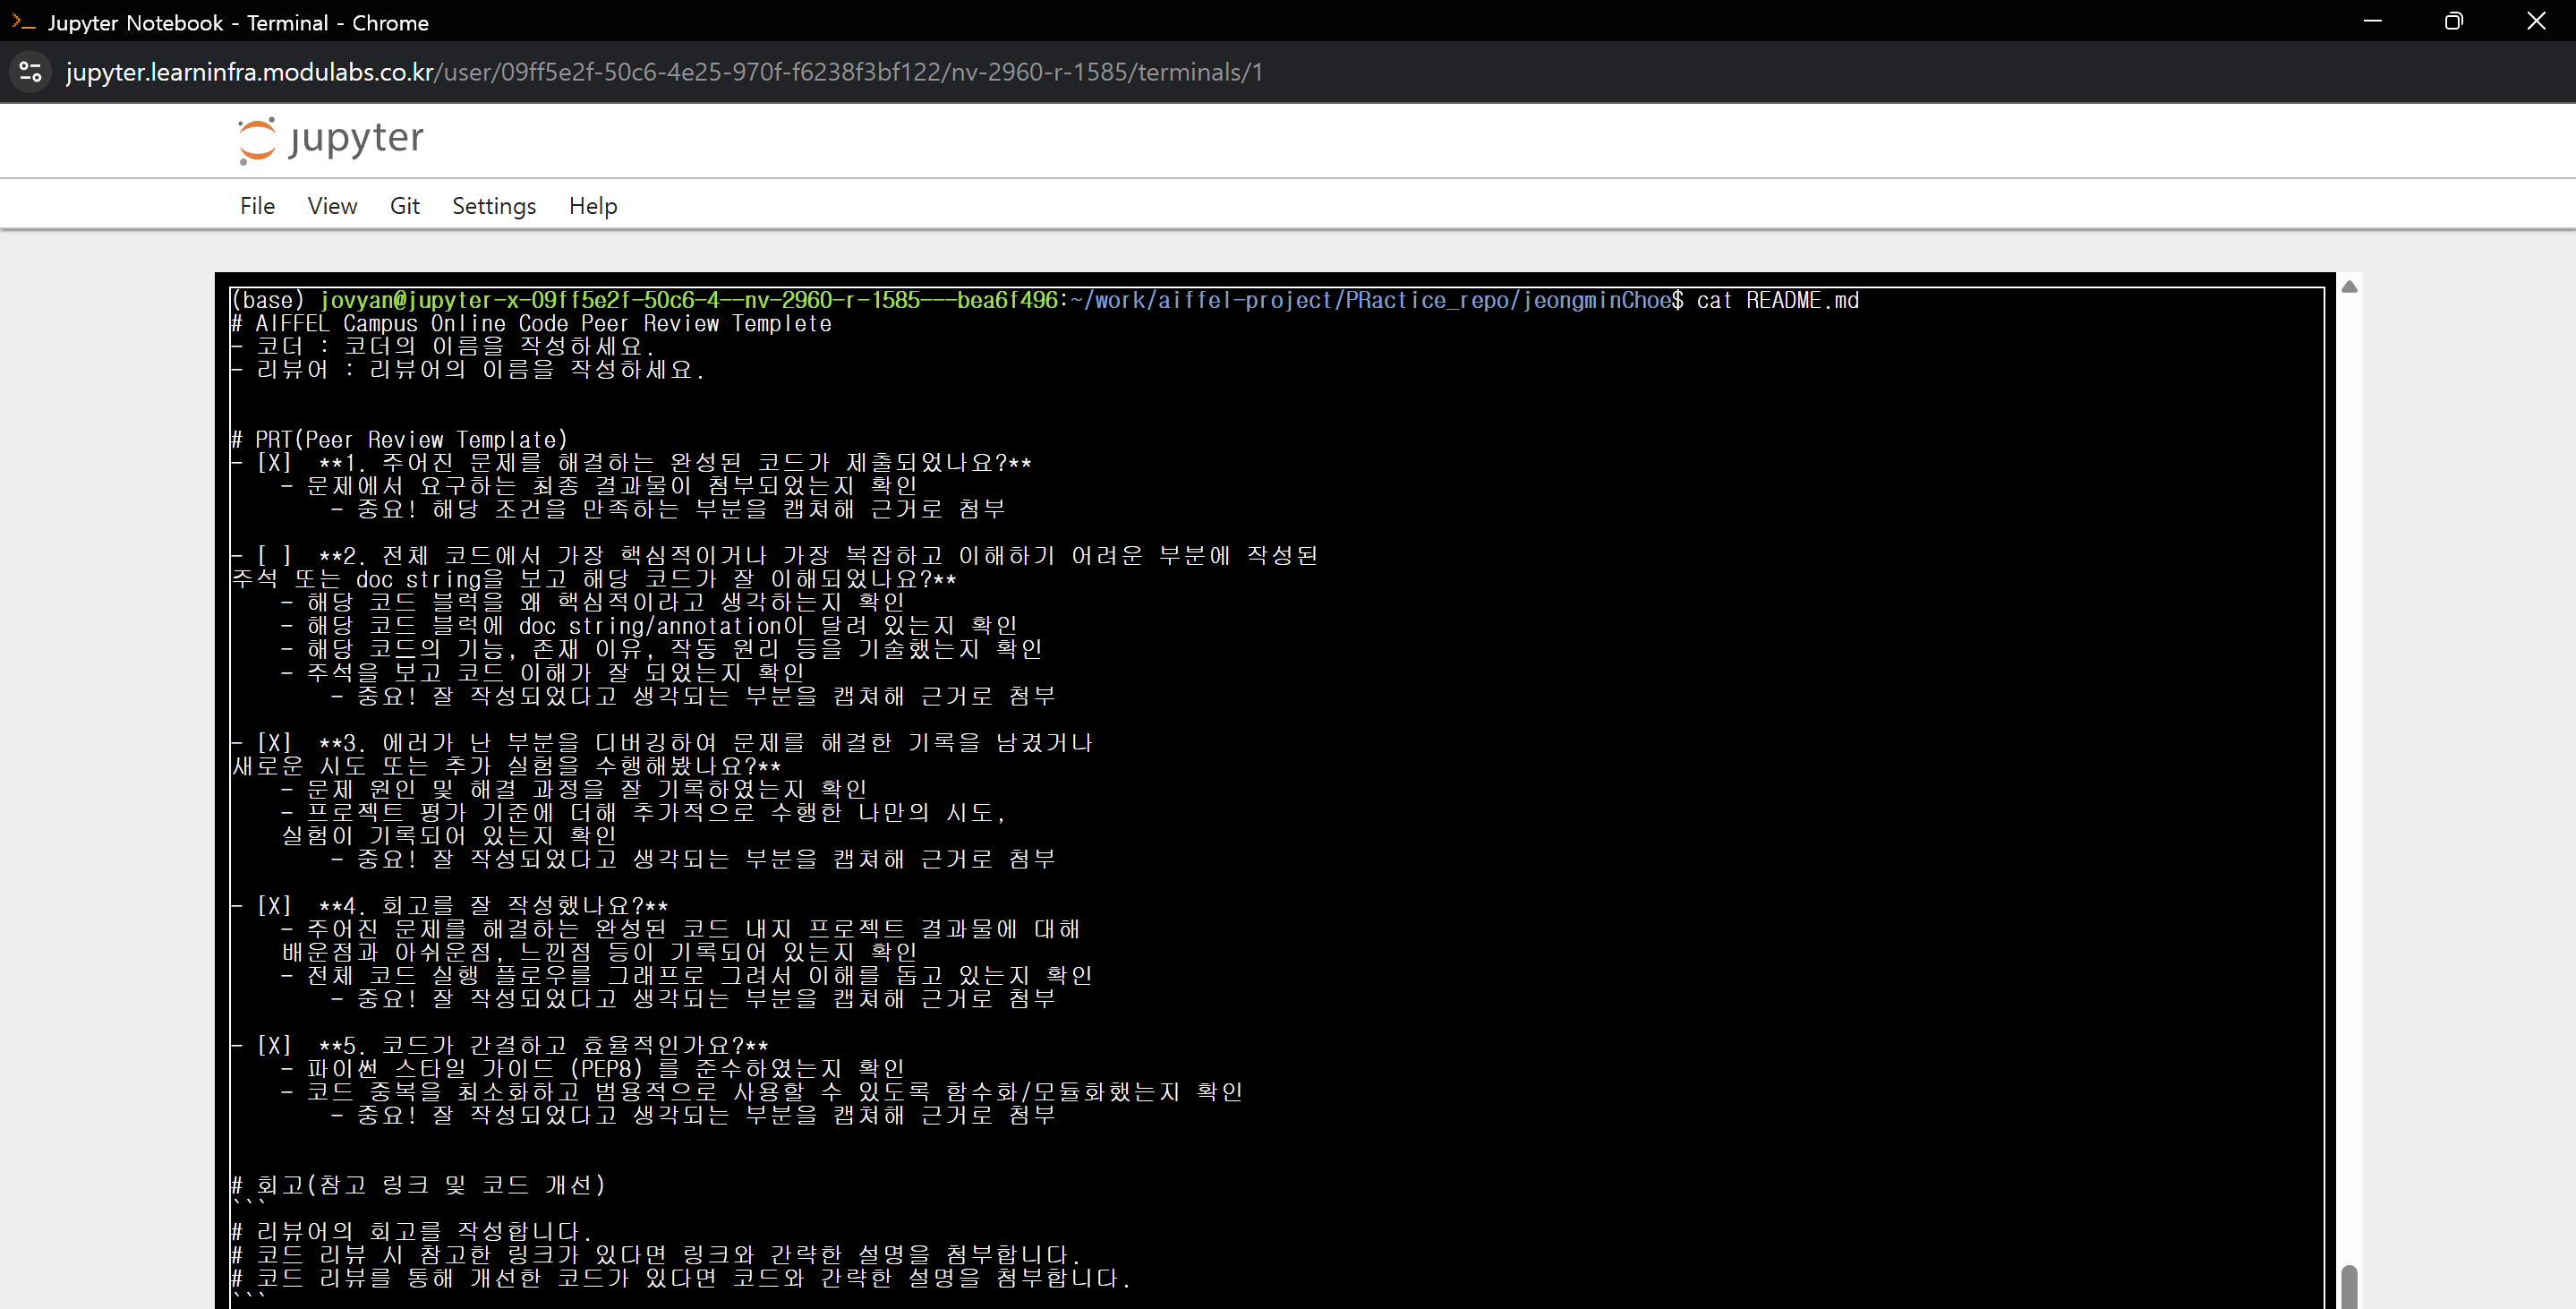 Jupyter Notebook - Terminal - Chrome
jupyter.learninfra.modulabs.co.kr/user/09ff5e2f-50c6-4e25-970f-f6238f3bf122/nv-2960-r-1585/terminals/1
jupyter
File View Git Settings Help
(base) jovyan@jupyter-x-09ff5e2f-50c6-4--nv-2960-r-1585---bea6f496:~/work/aiffel-project/PRactice_repo/jeongminChoe$ cat README.md
# AIFFEL Campus Online Code Peer Review Templete
- 코더 : 코더의 이름을 작성하세요.
- 리뷰어 : 리뷰어의 이름을 작성하세요.
# PRT(Peer Review Template)
- [X]  **1. 주어진 문제를 해결하는 완성된 코드가 제출되었나요?**
    - 문제에서 요구하는 최종 결과물이 첨부되었는지 확인
        - 중요! 해당 조건을 만족하는 부분을 캡쳐해 근거로 첨부
- [ ]  **2. 전체 코드에서 가장 핵심적이거나 가장 복잡하고 이해하기 어려운 부분에 작성된
주석 또는 doc string을 보고 해당 코드가 잘 이해되었나요?**
    - 해당 코드 블럭을 왜 핵심적이라고 생각하는지 확인
    - 해당 코드 블럭에 doc string/annotation이 달려 있는지 확인
    - 해당 코드의 기능, 존재 이유, 작동 원리 등을 기술했는지 확인
    - 주석을 보고 코드 이해가 잘 되었는지 확인
        - 중요! 잘 작성되었다고 생각되는 부분을 캡쳐해 근거로 첨부
- [X]  **3. 에러가 난 부분을 디버깅하여 문제를 해결한 기록을 남겼거나
새로운 시도 또는 추가 실험을 수행해봤나요?**
    - 문제 원인 및 해결 과정을 잘 기록하였는지 확인
    - 프로젝트 평가 기준에 더해 추가적으로 수행한 나만의 시도,
    실험이 기록되어 있는지 확인
        - 중요! 잘 작성되었다고 생각되는 부분을 캡쳐해 근거로 첨부
- [X]  **4. 회고를 잘 작성했나요?**
    - 주어진 문제를 해결하는 완성된 코드 내지 프로젝트 결과물에 대해
    배운점과 아쉬운점, 느낀점 등이 기록되어 있는지 확인
    - 전체 코드 실행 플로우를 그래프로 그려서 이해를 돕고 있는지 확인
        - 중요! 잘 작성되었다고 생각되는 부분을 캡쳐해 근거로 첨부
- [X]  **5. 코드가 간결하고 효율적인가요?**
    - 파이썬 스타일 가이드 (PEP8) 를 준수하였는지 확인
    - 코드 중복을 최소화하고 범용적으로 사용할 수 있도록 함수화/모듈화했는지 확인
        - 중요! 잘 작성되었다고 생각되는 부분을 캡쳐해 근거로 첨부
# 회고(참고 링크 및 코드 개선)
```
# 리뷰어의 회고를 작성합니다.
# 코드 리뷰 시 참고한 링크가 있다면 링크와 간략한 설명을 첨부합니다.
# 코드 리뷰를 통해 개선한 코드가 있다면 코드와 간략한 설명을 첨부합니다.
```